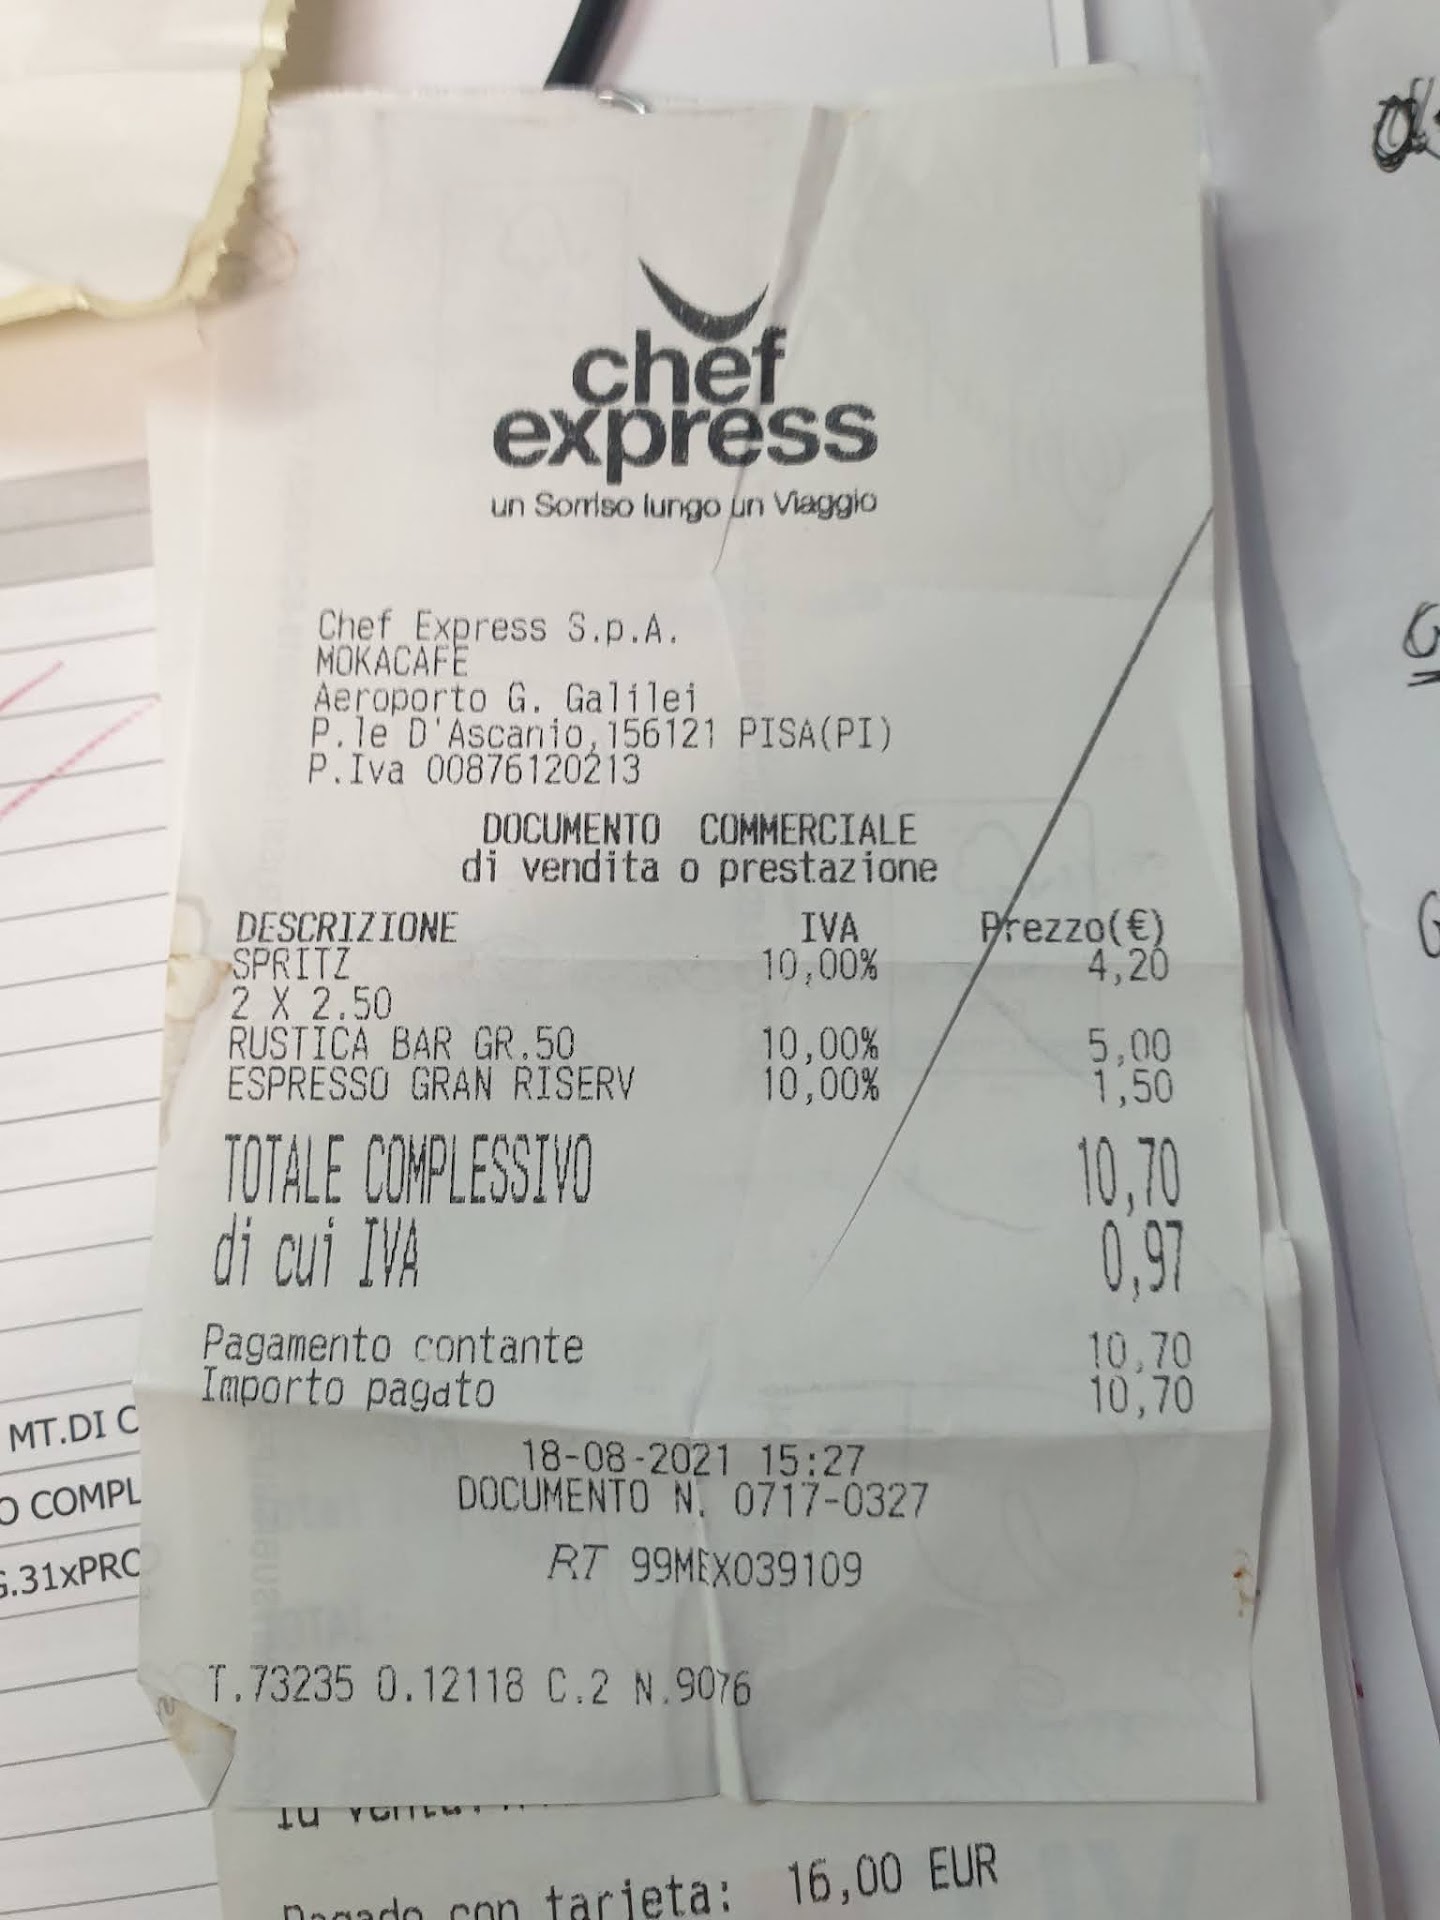 chef
express
un Sorriso lungo un Viaggio
Chef Express S.p.A.
MOKACAFE
Aeroporto G. Galilei
P.le D'Ascanio,156121 PISA(PI)
P.Iva 00876120213
DOCUMENTO COMMERCIALE
di vendita o prestazione
DESCRIZIONE IVA Prezzo(€)
SPRITZ 10,00% 4,20
2 X 2.50
RUSTICA BAR GR.50 10,00% 5,00
ESPRESSO GRAN RISERV 10,00% 1,50
TOTALE COMPLESSIVO 10,70
di cui IVA 0,97
Pagamento contante 10,70
Importo pagato 10,70
18-08-2021 15:27
DOCUMENTO N. 0717-0327
RT 99MEX039109
T.73235 O.12118 C.2 N.9076
Pagado con tarjeta: 16,00 EUR
MT.DI C
O COMPL
G.31xPRO